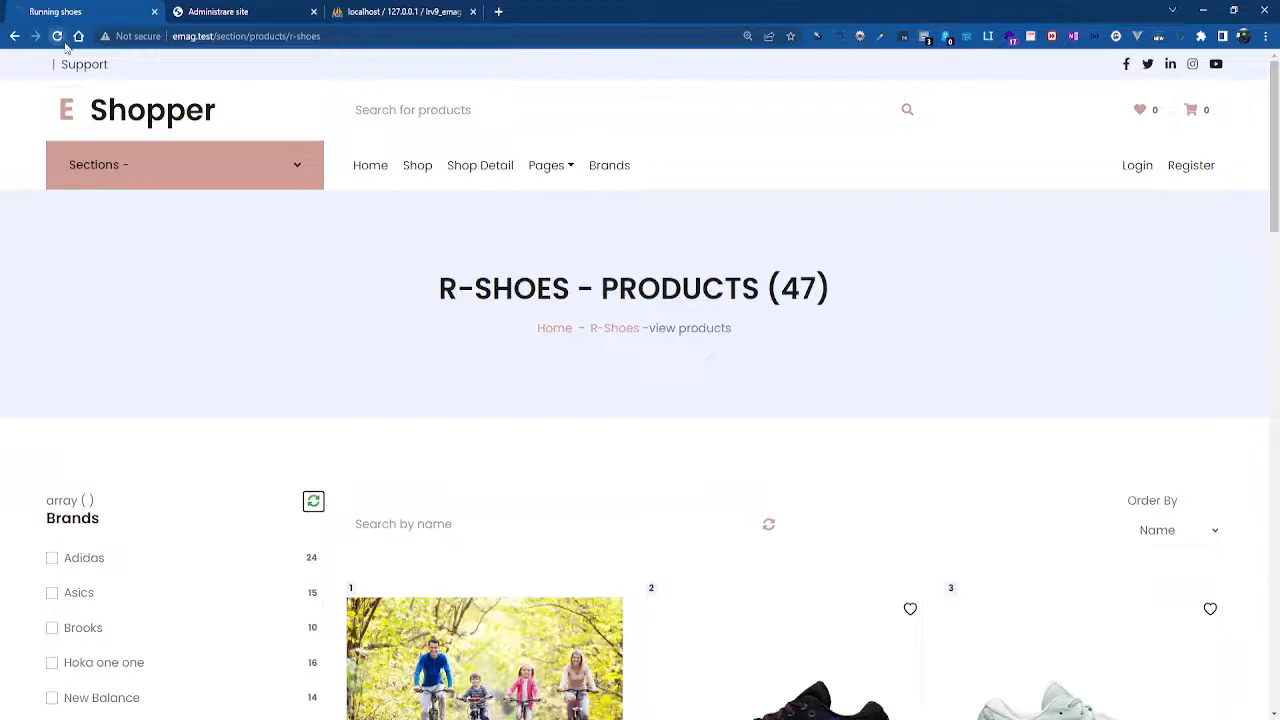 Running shoes
Administrare site
localhost / 127.0.0.1 / lrv9_emag
Not secure
emag.test/section/products/r-shoes
3
0
17
| Support
E Shopper
Search for products
0
0
Sections -
Home
Shop
Shop Detail
Pages
Brands
Login
Register
R-SHOES - PRODUCTS (47)
Home - R-Shoes -view products
array ( )
Brands
Adidas 24
Asics 15
Brooks 10
Hoka one one 16
New Balance 14
Search by name
Order By
Name
1
2
3